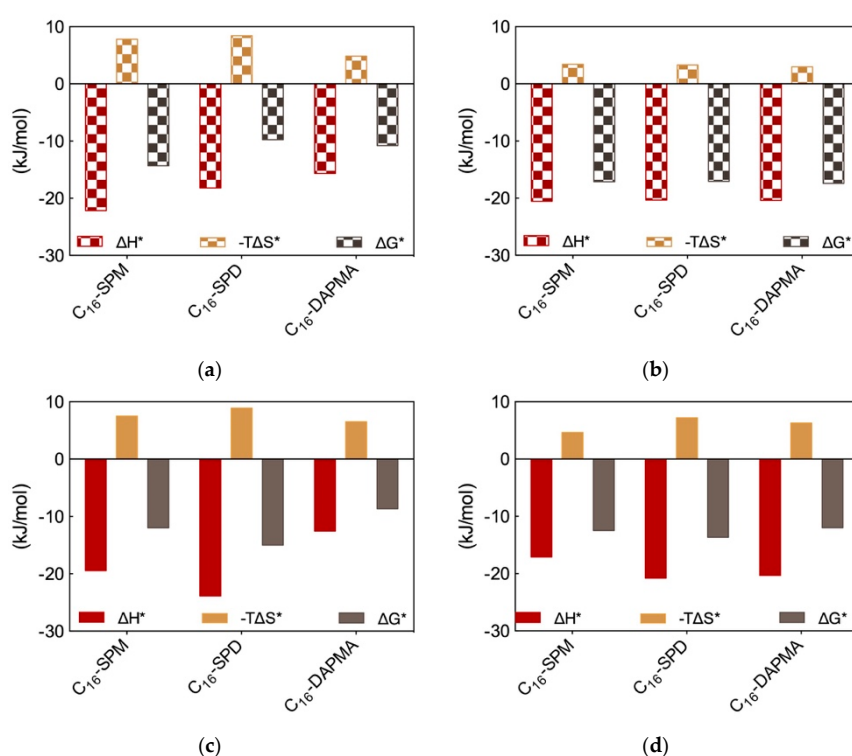 10
0
-10
-20
-30
(kJ/mol)
ΔH* -TΔS* ΔG*
C₁₆-SPM C₁₆-SPD C₁₆-DAPMA
(a)
10
0
-10
-20
-30
(kJ/mol)
ΔH* -TΔS* ΔG*
C₁₆-SPM C₁₆-SPD C₁₆-DAPMA
(b)
10
0
-10
-20
-30
(kJ/mol)
ΔH* -TΔS* ΔG*
C₁₆-SPM C₁₆-SPD C₁₆-DAPMA
(c)
10
0
-10
-20
-30
(kJ/mol)
ΔH* -TΔS* ΔG*
C₁₆-SPM C₁₆-SPD C₁₆-DAPMA
(d)